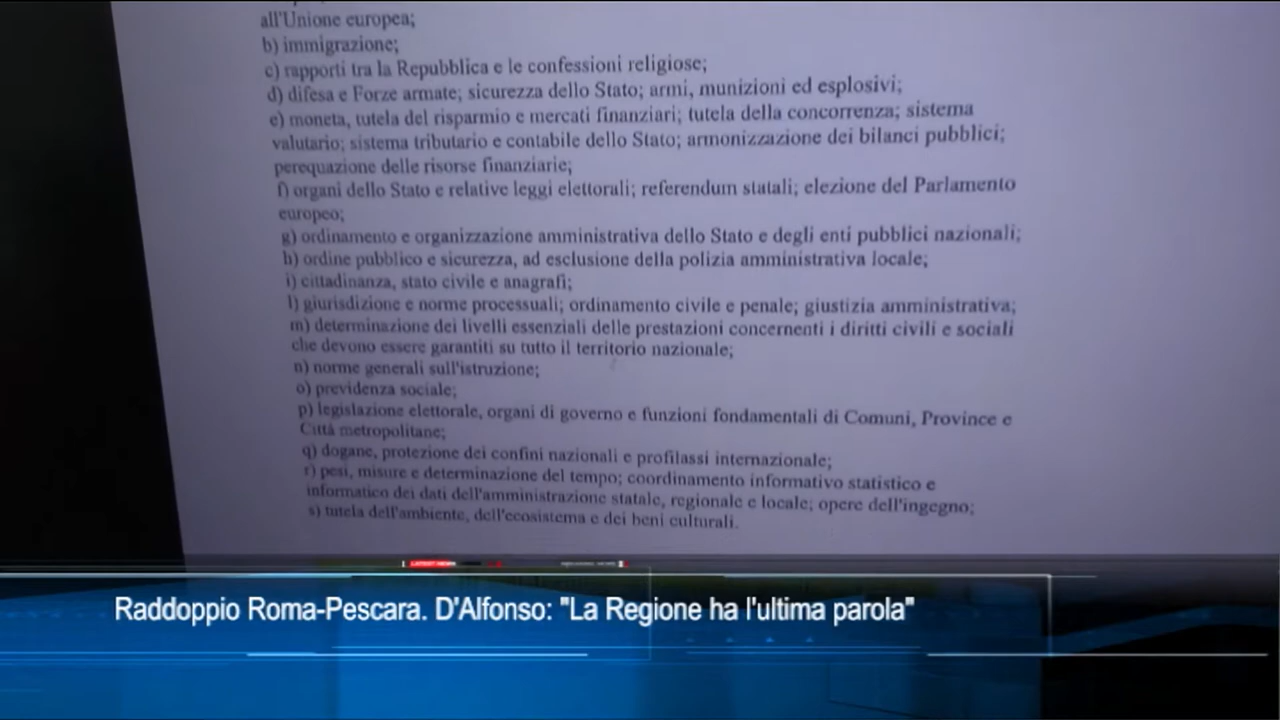 all'Unione europea;
b) immigrazione;
c) rapporti tra la Repubblica e le confessioni religiose;
d) difesa e Forze armate; sicurezza dello Stato; armi, munizioni ed esplosivi;
e) moneta, tutela del risparmio e mercati finanziari; tutela della concorrenza; sistema
valutario; sistema tributario e contabile dello Stato; armonizzazione dei bilanci pubblici;
perequazione delle risorse finanziarie;
f) organi dello Stato e relative leggi elettorali; referendum statali; elezione del Parlamento
europeo;
g) ordinamento e organizzazione amministrativa dello Stato e degli enti pubblici nazionali;
h) ordine pubblico e sicurezza, ad esclusione della polizia amministrativa locale;
i) cittadinanza, stato civile e anagrafi;
l) giurisdizione e norme processuali; ordinamento civile e penale; giustizia amministrativa;
m) determinazione dei livelli essenziali delle prestazioni concernenti i diritti civili e sociali
che devono essere garantiti su tutto il territorio nazionale;
n) norme generali sull'istruzione;
o) previdenza sociale;
p) legislazione elettorale, organi di governo e funzioni fondamentali di Comuni, Province e
Città metropolitane;
q) dogane, protezione dei confini nazionali e profilassi internazionale;
r) pesi, misure e determinazione del tempo; coordinamento informativo statistico e
informatico dei dati dell'amministrazione statale, regionale e locale; opere dell'ingegno;
s) tutela dell'ambiente, dell'ecosistema e dei beni culturali.
LATEST NEWS
Raddoppio Roma-Pescara. D'Alfonso: "La Regione ha l'ultima parola"